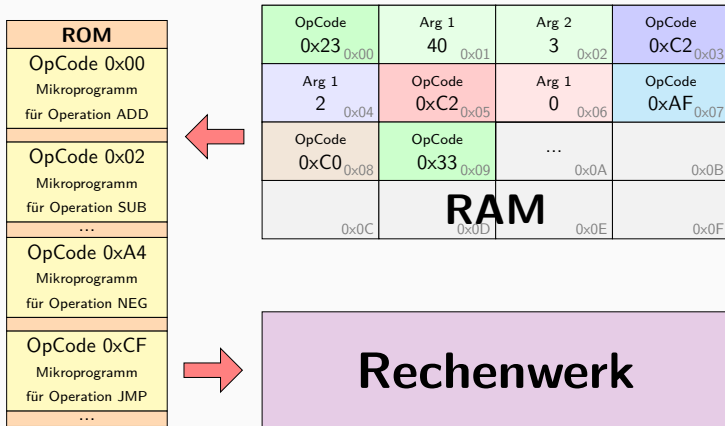 ROM
OpCode 0x00
Mikroprogramm
für Operation ADD
OpCode 0x02
Mikroprogramm
für Operation SUB
...
OpCode 0xA4
Mikroprogramm
für Operation NEG
OpCode 0xCF
Mikroprogramm
für Operation JMP
...
OpCode
0x23 0x00
Arg 1
40 0x01
Arg 2
3 0x02
OpCode
0xC2 0x03
Arg 1
2 0x04
OpCode
0xC2 0x05
Arg 1
0 0x06
OpCode
0xAF 0x07
OpCode
0xC0 0x08
OpCode
0x33 0x09
...
0x0A
0x0B
RAM
0x0C
0x0D
0x0E
0x0F
Rechenwerk